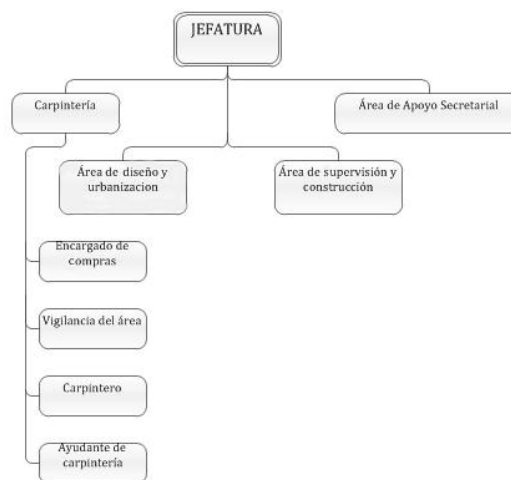 JEFATURA
Carpintería
Área de Apoyo Secretarial
Área de diseño y
urbanizacion
Área de supervisión y
construcción
Encargado de
compras
Vigilancia del área
Carpintero
Ayudante de
carpintería